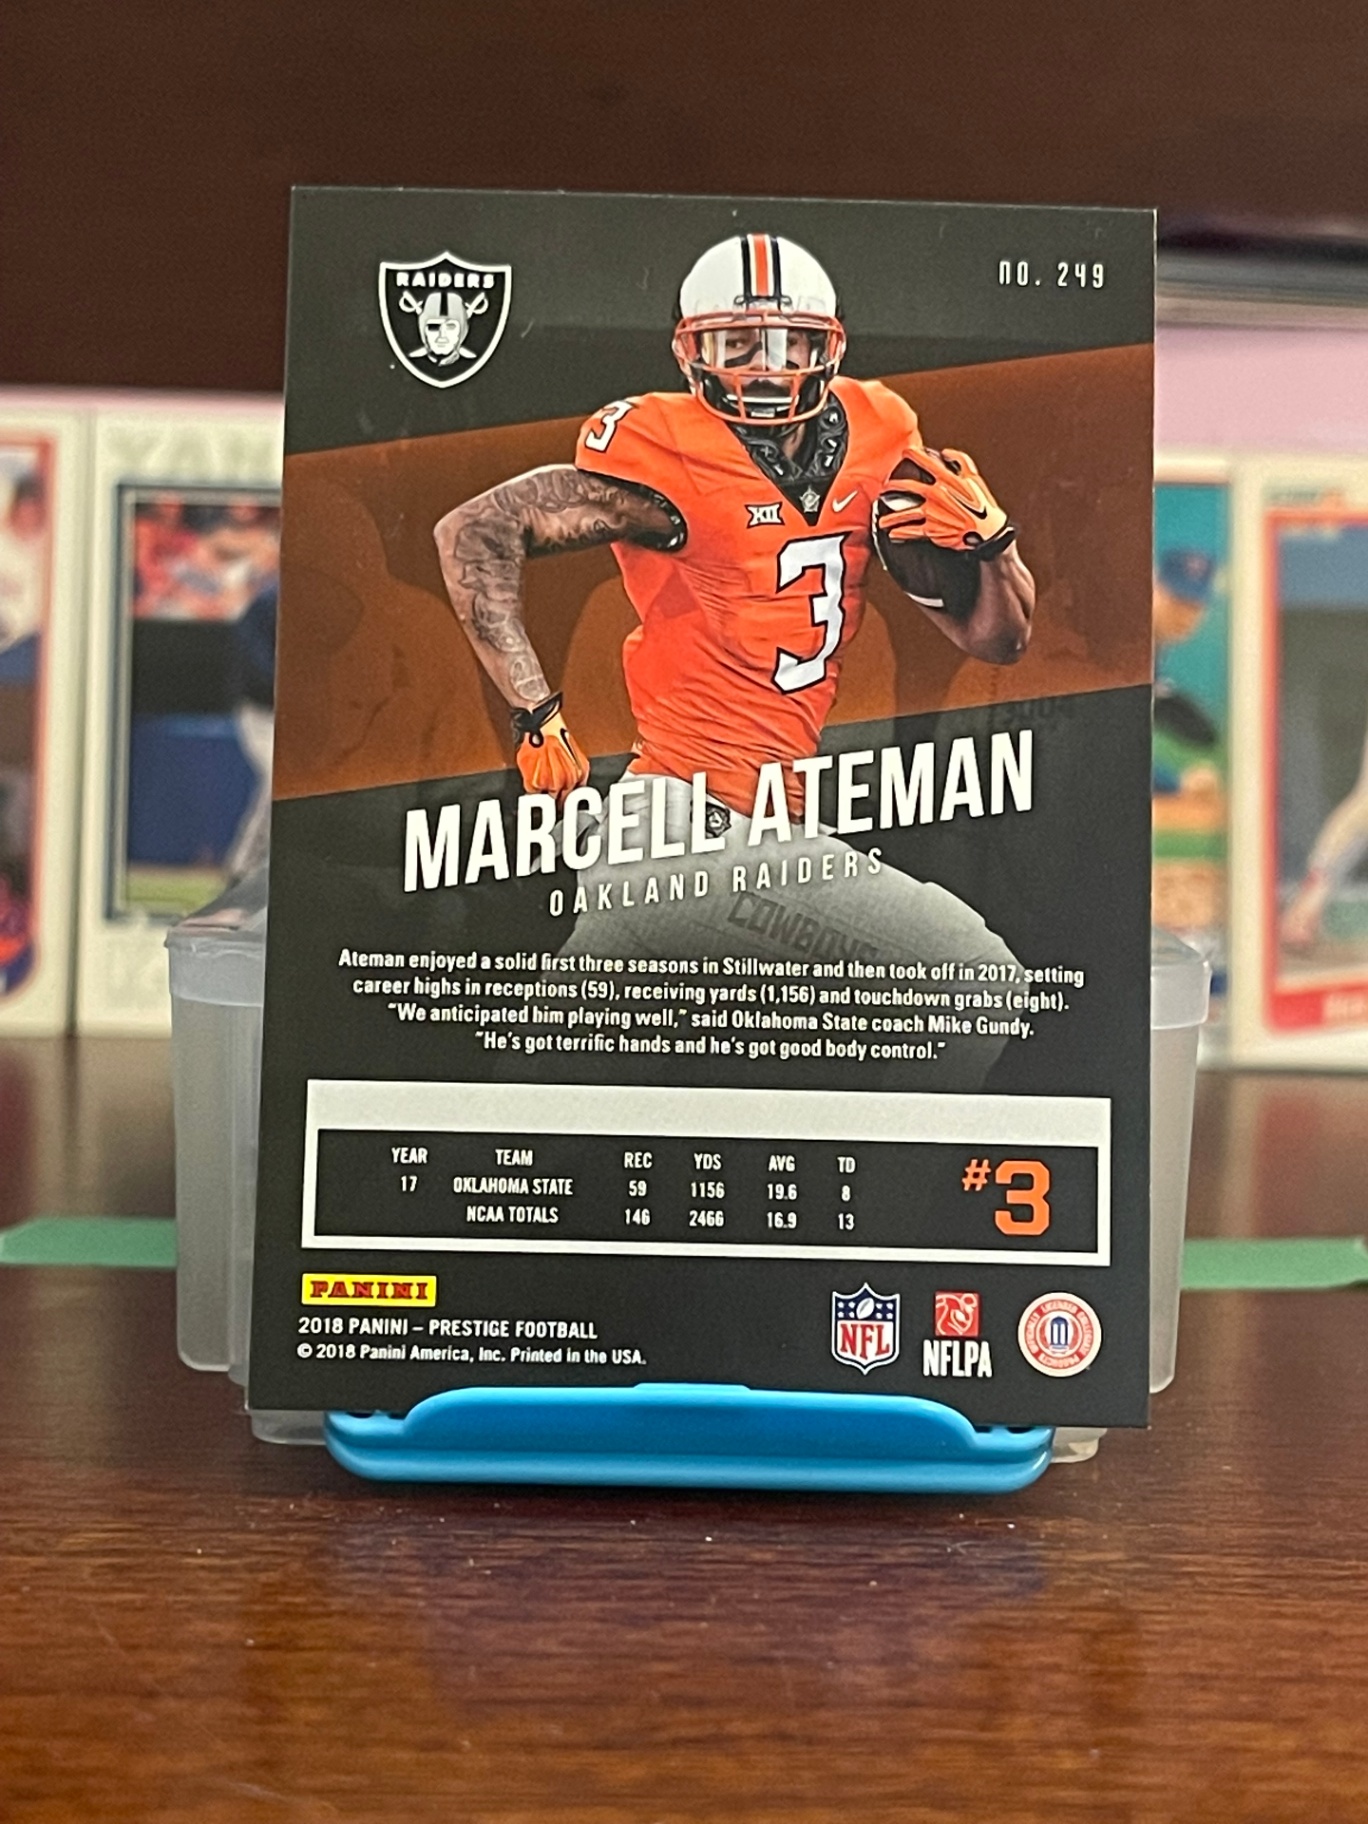 RAIDERS
NO. 249
3
XII
3
MARCELL ATEMAN
OAKLAND RAIDERS
COWBOYS
Ateman enjoyed a solid first three seasons in Stillwater and then took off in 2017, setting
career highs in receptions (59), receiving yards (1,156) and touchdown grabs (eight).
"We anticipated him playing well," said Oklahoma State coach Mike Gundy.
"He's got terrific hands and he's got good body control."
YEAR TEAM REC YDS AVG TD
17 OKLAHOMA STATE 59 1156 19.6 8
NCAA TOTALS 146 2466 16.9 13
#3
PANINI
2018 PANINI – PRESTIGE FOOTBALL
© 2018 Panini America, Inc. Printed in the USA.
NFL
NFLPA